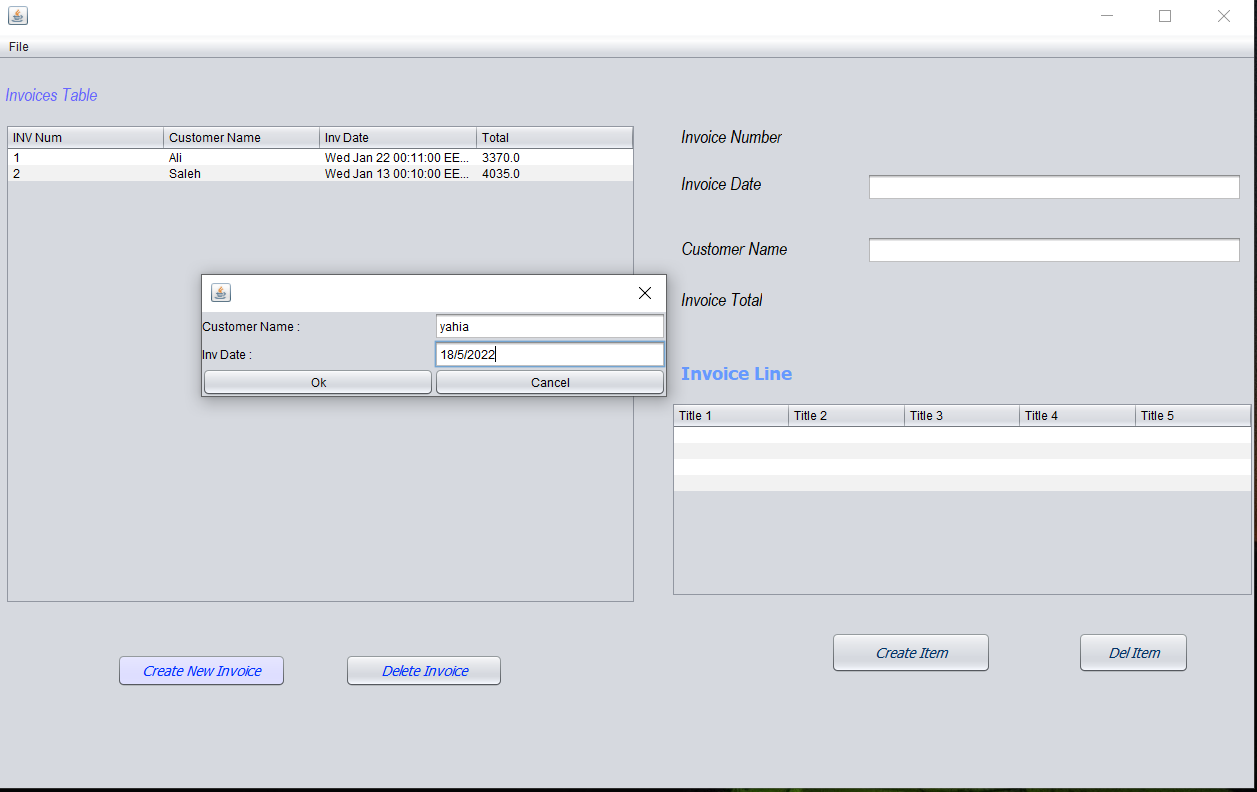 File
Invoices Table
INV Num Customer Name Inv Date Total
1 Ali Wed Jan 22 00:11:00 EE... 3370.0
2 Saleh Wed Jan 13 00:10:00 EE... 4035.0
Customer Name : yahia
Inv Date : 18/5/2022
Ok Cancel
Create New Invoice Delete Invoice
Invoice Number
Invoice Date
Customer Name
Invoice Total
Invoice Line
Title 1 Title 2 Title 3 Title 4 Title 5
Create Item Del Item